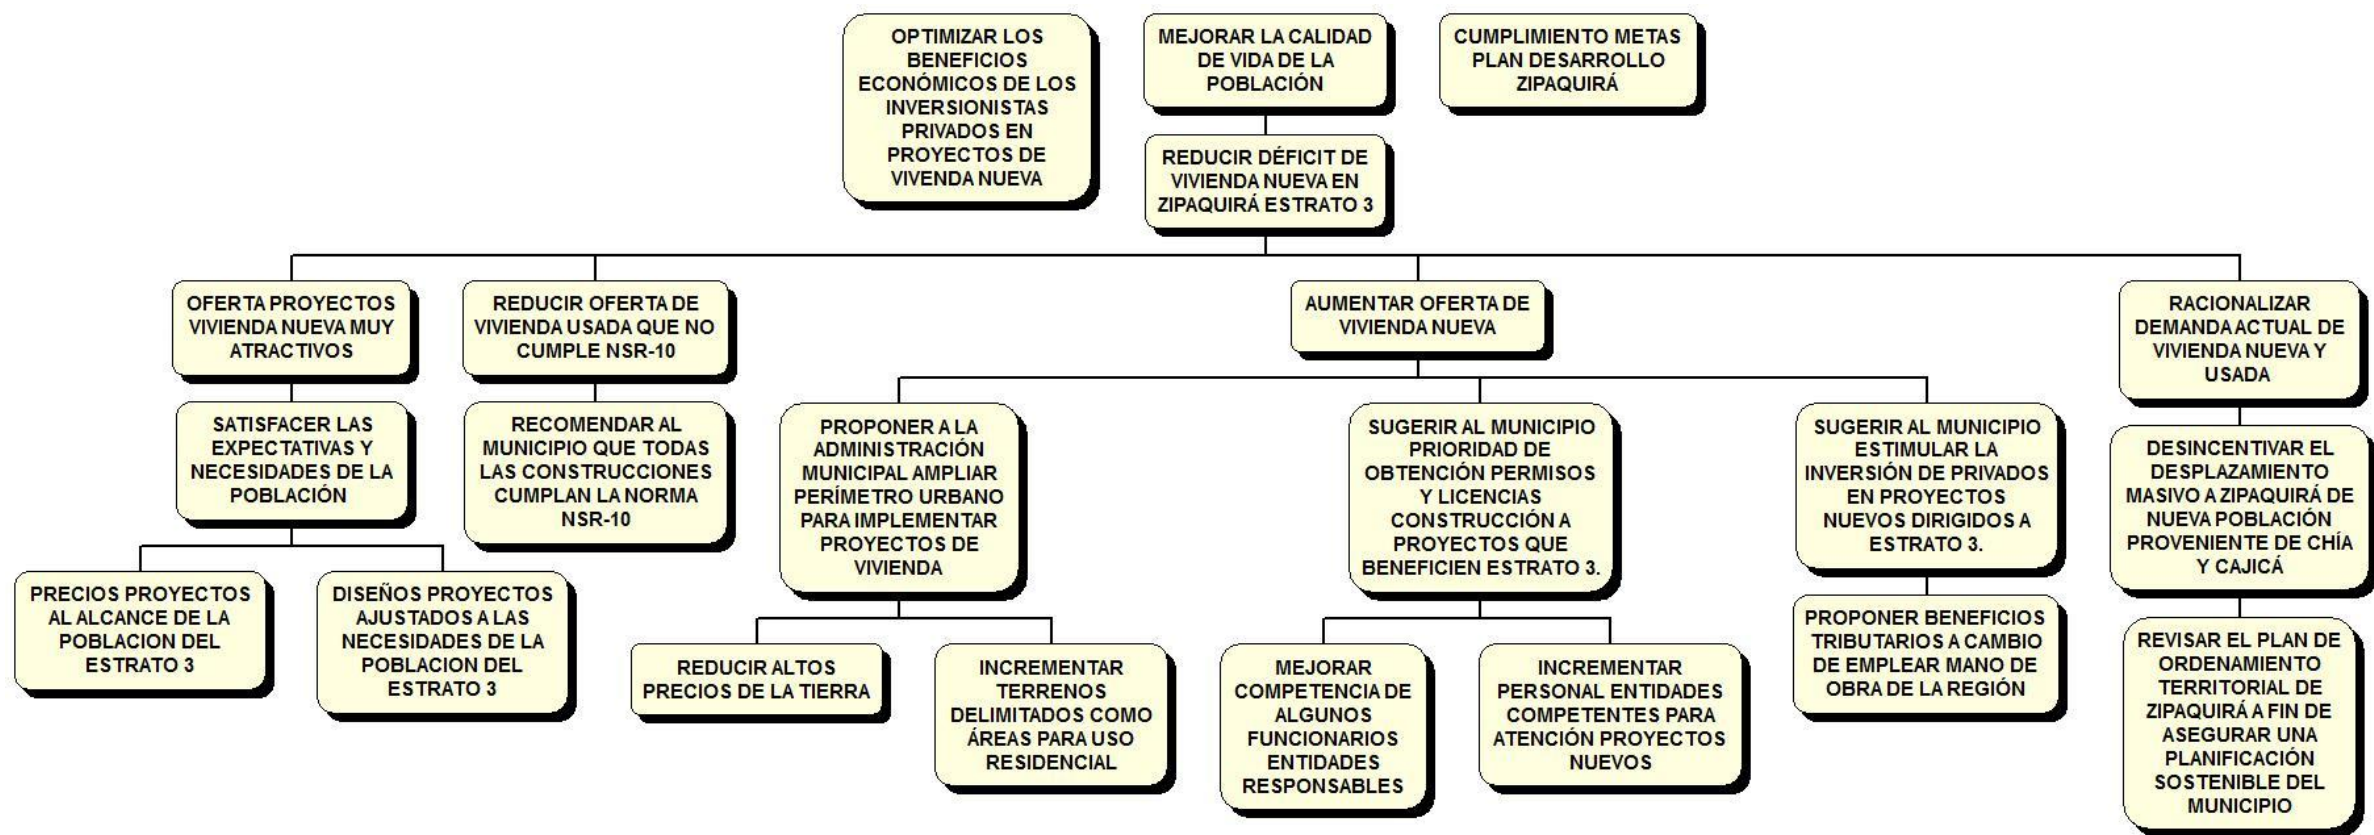 OPTIMIZAR LOS
BENEFICIOS
ECONÓMICOS DE LOS
INVERSIONISTAS
PRIVADOS EN
PROYECTOS DE
VIVENDA NUEVA
MEJORAR LA CALIDAD
DE VIDA DE LA
POBLACIÓN
CUMPLIMIENTO METAS
PLAN DESARROLLO
ZIPAQUIRÁ
REDUCIR DÉFICIT DE
VIVIENDA NUEVA EN
ZIPAQUIRÁ ESTRATO 3
OFERTA PROYECTOS
VIVIENDA NUEVA MUY
ATRACTIVOS
REDUCIR OFERTA DE
VIVIENDA USADA QUE NO
CUMPLE NSR-10
AUMENTAR OFERTA DE
VIVIENDA NUEVA
RACIONALIZAR
DEMANDA ACTUAL DE
VIVIENDA NUEVA Y
USADA
SATISFACER LAS
EXPECTATIVAS Y
NECESIDADES DE LA
POBLACIÓN
RECOMENDAR AL
MUNICIPIO QUE TODAS
LAS CONSTRUCCIONES
CUMPLAN LA NORMA
NSR-10
PROPONER A LA
ADMINISTRACIÓN
MUNICIPAL AMPLIAR
PERÍMETRO URBANO
PARA IMPLEMENTAR
PROYECTOS DE
VIVIENDA
SUGERIR AL MUNICIPIO
PRIORIDAD DE
OBTENCIÓN PERMISOS
Y LICENCIAS
CONSTRUCCIÓN A
PROYECTOS QUE
BENEFICIEN ESTRATO 3.
SUGERIR AL MUNICIPIO
ESTIMULAR LA
INVERSIÓN DE PRIVADOS
EN PROYECTOS
NUEVOS DIRIGIDOS A
ESTRATO 3.
DESINCENTIVAR EL
DESPLAZAMIENTO
MASIVO A ZIPAQUIRÁ DE
NUEVA POBLACIÓN
PROVENIENTE DE CHÍA
Y CAJICÁ
PRECIOS PROYECTOS
AL ALCANCE DE LA
POBLACION DEL
ESTRATO 3
DISEÑOS PROYECTOS
AJUSTADOS A LAS
NECESIDADES DE LA
POBLACION DEL
ESTRATO 3
REDUCIR ALTOS
PRECIOS DE LA TIERRA
INCREMENTAR
TERRENOS
DELIMITADOS COMO
ÁREAS PARA USO
RESIDENCIAL
MEJORAR
COMPETENCIA DE
ALGUNOS
FUNCIONARIOS
ENTIDADES
RESPONSABLES
INCREMENTAR
PERSONAL ENTIDADES
COMPETENTES PARA
ATENCIÓN PROYECTOS
NUEVOS
PROPONER BENEFICIOS
TRIBUTARIOS A CAMBIO
DE EMPLEAR MANO DE
OBRA DE LA REGIÓN
REVISAR EL PLAN DE
ORDENAMIENTO
TERRITORIAL DE
ZIPAQUIRÁ A FIN DE
ASEGURAR UNA
PLANIFICACIÓN
SOSTENIBLE DEL
MUNICIPIO